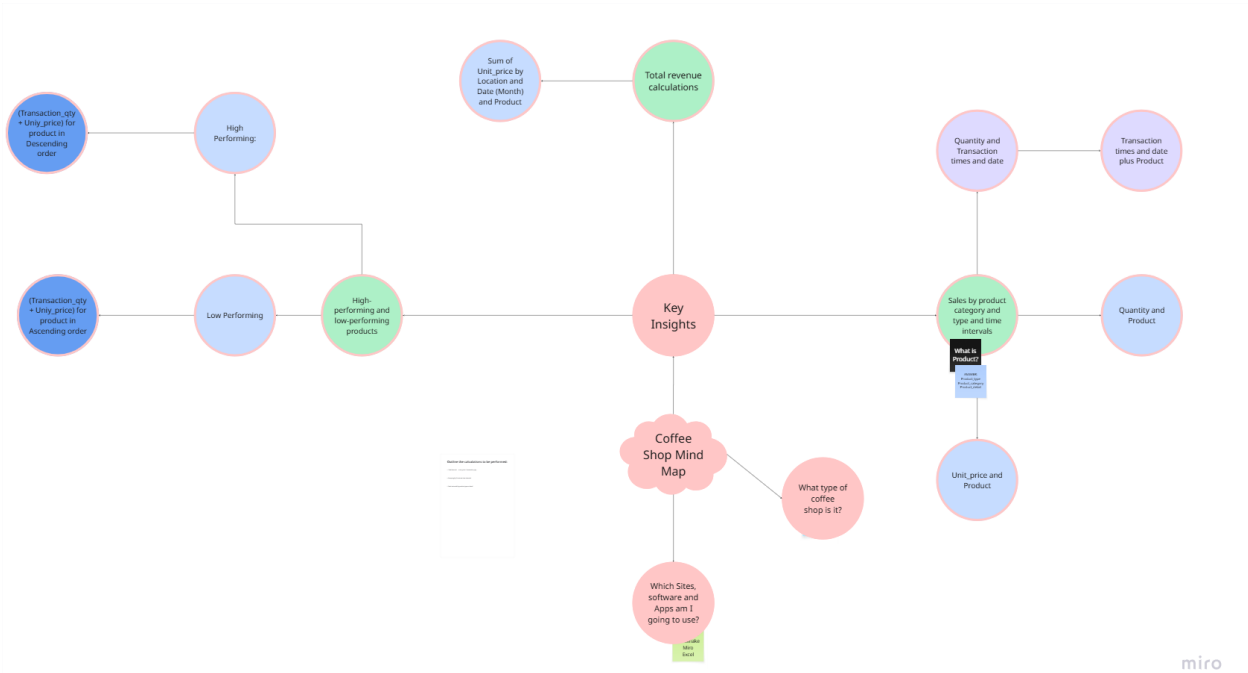 Sum of
Unit_price by
Location and
Date (Month)
and Product
Total revenue
calculations
(Transaction_qty
+ Uniy_price) for
product in
Descending
order
High
Performing:
Quantity and
Transaction
times and date
Transaction
times and date
plus Product
(Transaction_qty
+ Uniy_price) for
product in
Ascending order
Low Performing
High-
performing and
low-performing
products
Key
Insights
Sales by product
category and
type and time
intervals
Quantity and
Product
What is
Product?
Coffee
Shop Mind
Map
What type of
coffee
shop is it?
Unit_price and
Product
Which Sites,
software and
Apps am I
going to use?
Miro
Excel
miro